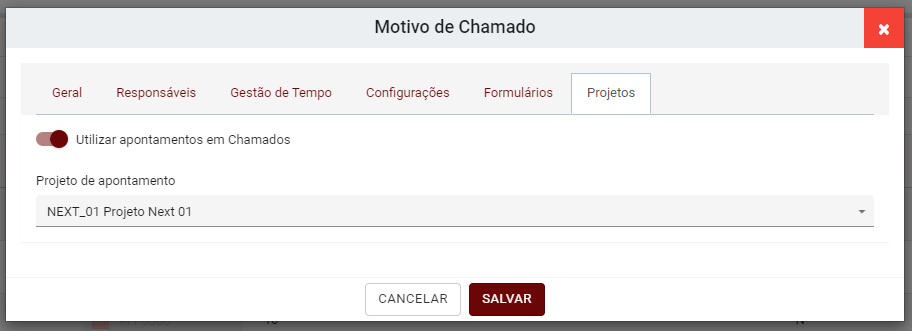 Motivo de Chamado
Geral Responsáveis Gestão de Tempo Configurações Formulários Projetos
Utilizar apontamentos em Chamados
Projeto de apontamento
NEXT_01 Projeto Next 01
CANCELAR SALVAR